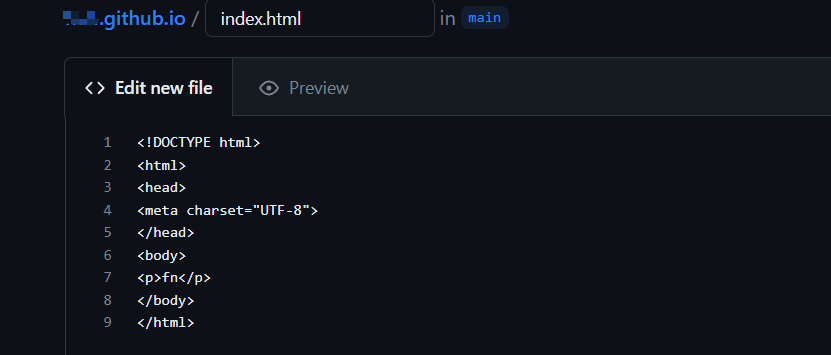 .github.io / index.html in main
<> Edit new file Preview
1 <!DOCTYPE html>
2 <html>
3 <head>
4 <meta charset="UTF-8">
5 </head>
6 <body>
7 <p>fn</p>
8 </body>
9 </html>